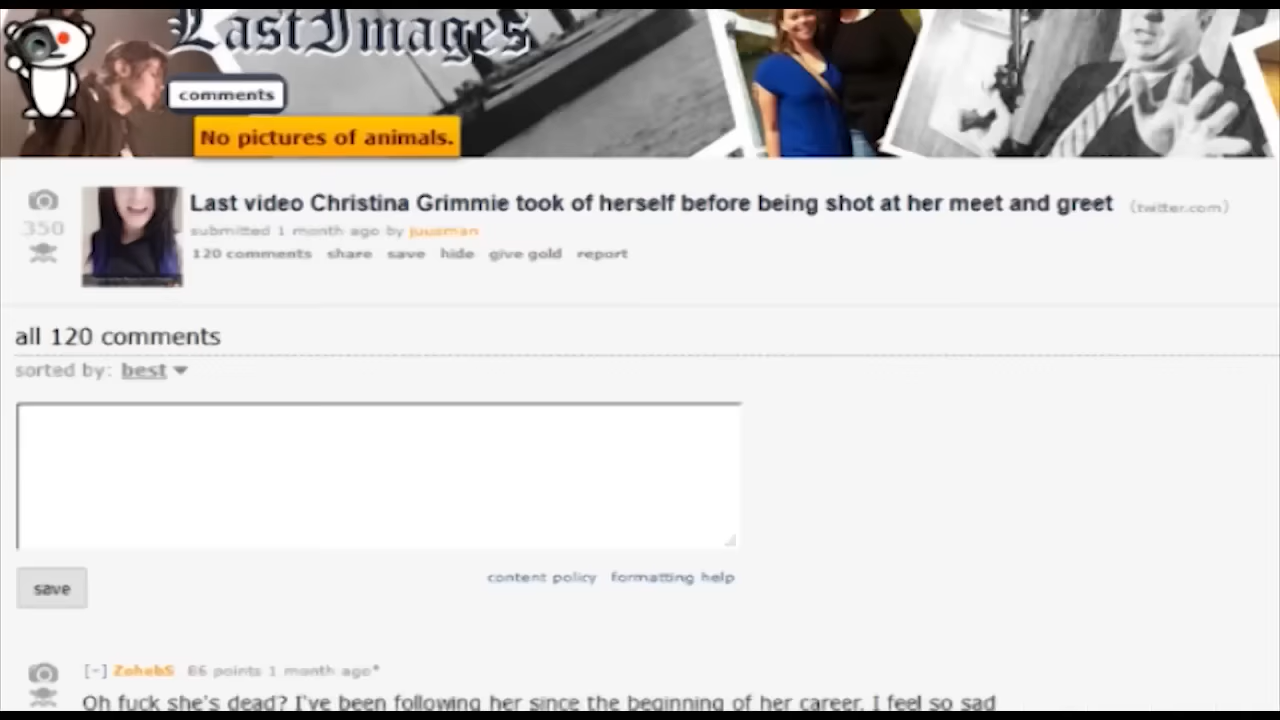 LastImages
comments
No pictures of animals.
Last video Christina Grimmie took of herself before being shot at her meet and greet (twitter.com)
350
submitted 1 month ago by juusman
120 comments share save hide give gold report
all 120 comments
sorted by: best
content policy formatting help
save
[-] ZohebS 86 points 1 month ago*
Oh fuck she's dead? I've been following her since the beginning of her career. I feel so sad